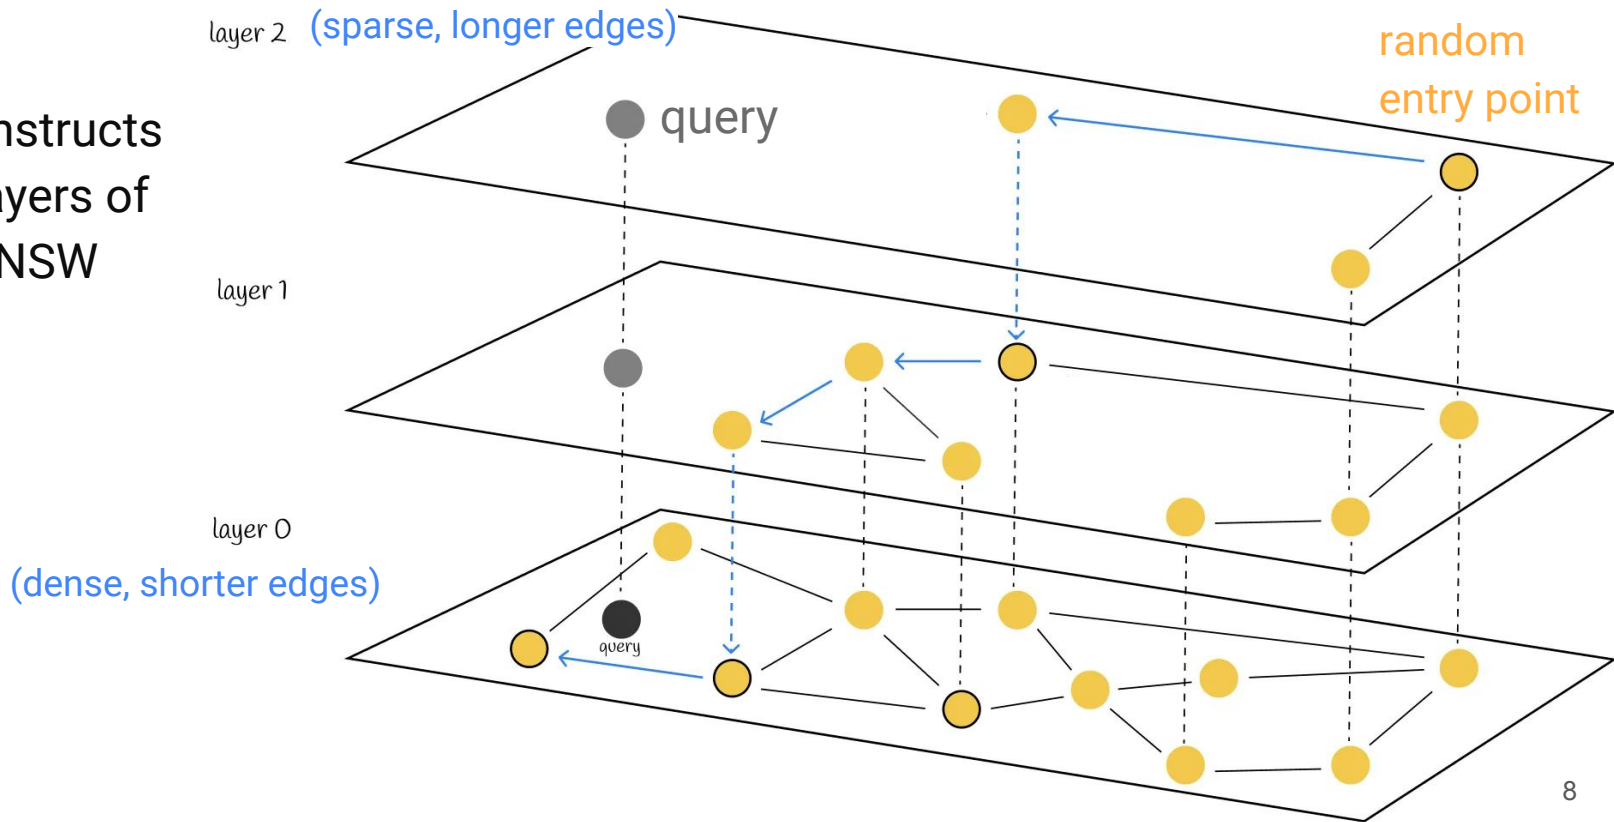 layer 2 (sparse, longer edges)
random
entry point
query
nstructs
ayers of
NSW
layer 1
layer 0
(dense, shorter edges)
query
8